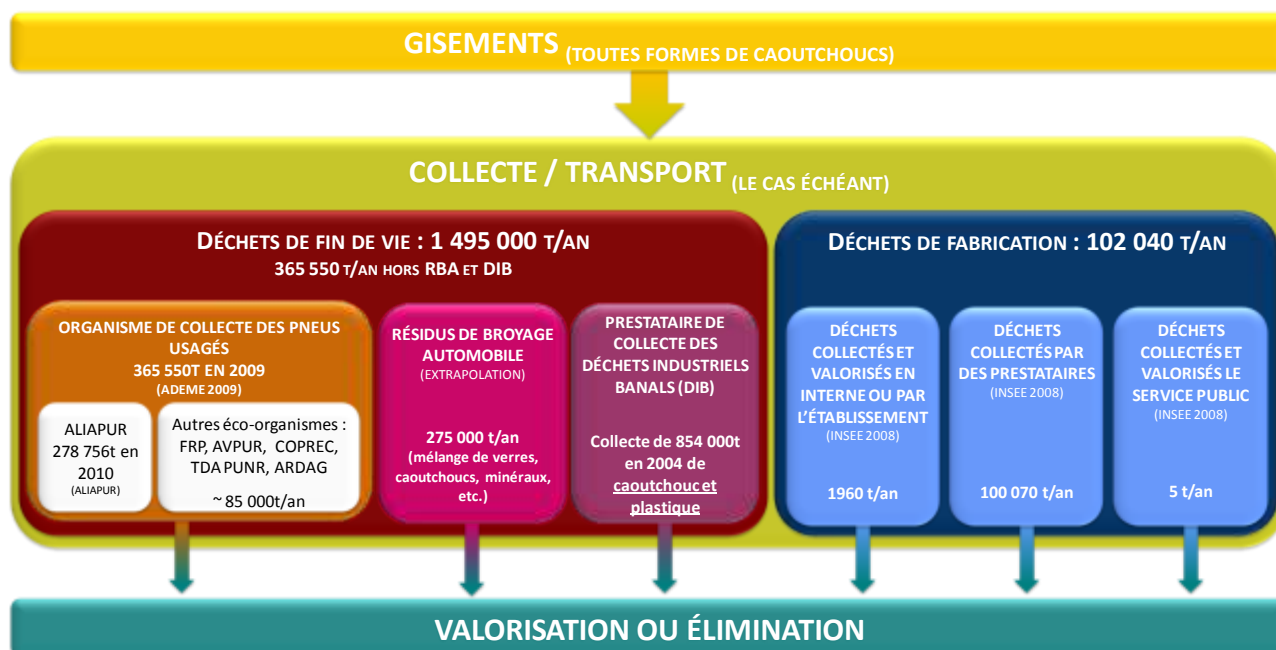 GISEMENTS (TOUTES FORMES DE CAOUTCHOUCS)
COLLECTE / TRANSPORT (LE CAS ÉCHÉANT)
DÉCHETS DE FIN DE VIE : 1 495 000 T/AN
365 550 T/AN HORS RBA ET DIB
ORGANISME DE COLLECTE DES PNEUS
USAGÉS
365 550T EN 2009
(ADEME 2009)
ALIAPUR
278 756t en
2010
(ALIAPUR)
Autres éco-organismes :
FRP, AVPUR, COPREC,
TDA PUNR, ARDAG
~ 85 000t/an
RÉSIDUS DE BROYAGE
AUTOMOBILE
(EXTRAPOLATION)
275 000 t/an
(mélange de verres,
caoutchoucs, minéraux,
etc.)
PRESTATAIRE DE
COLLECTE DES
DÉCHETS INDUSTRIELS
BANALS (DIB)
Collecte de 854 000t
en 2004 de
caoutchouc et
plastique
DÉCHETS DE FABRICATION : 102 040 T/AN
DÉCHETS
COLLECTÉS ET
VALORISÉS EN
INTERNE OU PAR
L'ÉTABLISSEMENT
(INSEE 2008)
1960 t/an
DÉCHETS
COLLECTÉS PAR
DES PRESTATAIRES
(INSEE 2008)
100 070 t/an
DÉCHETS
COLLECTÉS ET
VALORISÉS LE
SERVICE PUBLIC
(INSEE 2008)
5 t/an
VALORISATION OU ÉLIMINATION